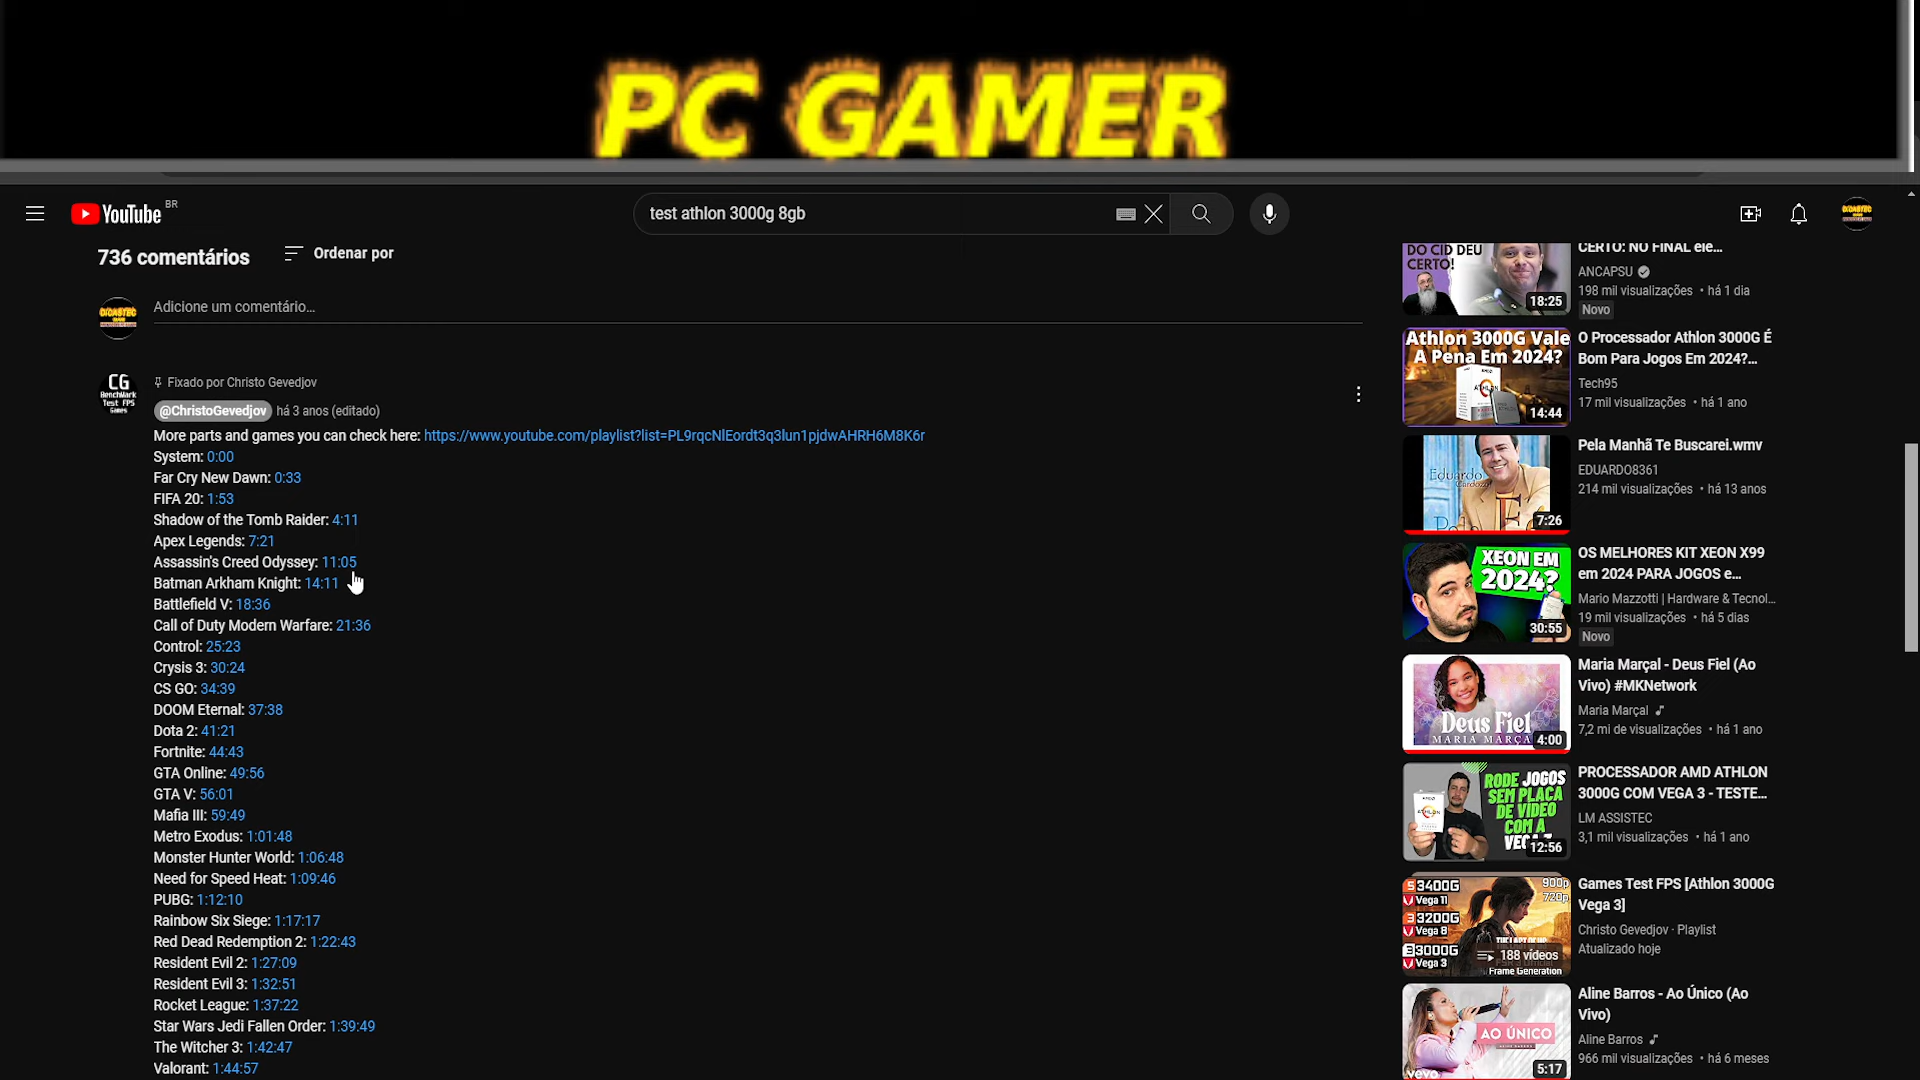 PC GAMER
YouTube BR
test athlon 3000g 8gb
736 comentários
Ordenar por
Adicione um comentário...
CG
BenchMark
Test FPS
Games
Fixado por Christo Gevedjov
@ChristoGevedjov há 3 anos (editado)
More parts and games you can check here: https://www.youtube.com/playlist?list=PL9rqcNlEordt3q3lun1pjdwAHRH6M8K6r
System: 0:00
Far Cry New Dawn: 0:33
FIFA 20: 1:53
Shadow of the Tomb Raider: 4:11
Apex Legends: 7:21
Assassin's Creed Odyssey: 11:05
Batman Arkham Knight: 14:11
Battlefield V: 18:36
Call of Duty Modern Warfare: 21:36
Control: 25:23
Crysis 3: 30:24
CS GO: 34:39
DOOM Eternal: 37:38
Dota 2: 41:21
Fortnite: 44:43
GTA Online: 49:56
GTA V: 56:01
Mafia III: 59:49
Metro Exodus: 1:01:48
Monster Hunter World: 1:06:48
Need for Speed Heat: 1:09:46
PUBG: 1:12:10
Rainbow Six Siege: 1:17:17
Red Dead Redemption 2: 1:22:43
Resident Evil 2: 1:27:09
Resident Evil 3: 1:32:51
Rocket League: 1:37:22
Star Wars Jedi Fallen Order: 1:39:49
The Witcher 3: 1:42:47
Valorant: 1:44:57
DO CID DEU
CERTO!
18:25
CERTO: NO FINAL ele...
ANCAPSU
198 mil visualizações • há 1 dia
Novo
Athlon 3000G Vale
A Pena Em 2024?
14:44
O Processador Athlon 3000G É
Bom Para Jogos Em 2024?...
Tech95
17 mil visualizações • há 1 ano
Eduardo
7:26
Pela Manhã Te Buscarei.wmv
EDUARDO8361
214 mil visualizações • há 13 anos
XEON EM
2024?
30:55
OS MELHORES KIT XEON X99
em 2024 PARA JOGOS e...
Mario Mazzotti | Hardware & Tecnol...
19 mil visualizações • há 5 dias
Novo
Deus Fiel
MARIA MARÇA
4:00
Maria Marçal - Deus Fiel (Ao
Vivo) #MKNetwork
Maria Marçal
7,2 mi de visualizações • há 1 ano
RODE JOGOS
SEM PLACA
DE VIDEO
COM A
12:56
PROCESSADOR AMD ATHLON
3000G COM VEGA 3 - TESTE...
LM ASSISTEC
3,1 mil visualizações • há 1 ano
3400G
Vega 11
3200G
Vega 8
3000G
Vega 3
900p
720p
188 vídeos
Frame Generation
Games Test FPS [Athlon 3000G
Vega 3]
Christo Gevedjov · Playlist
Atualizado hoje
AO ÚNICO
vevo
5:17
Aline Barros - Ao Único (Ao
Vivo)
Aline Barros
966 mil visualizações • há 6 meses